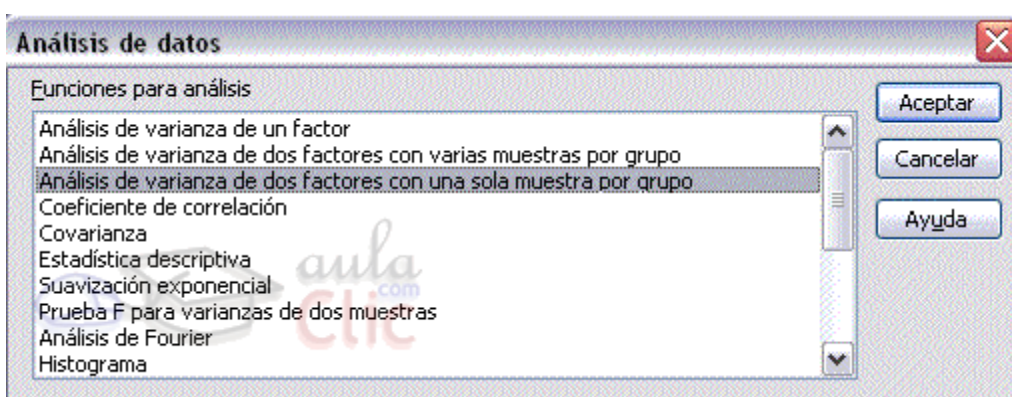 Análisis de datos
Funciones para análisis
Análisis de varianza de un factor
Análisis de varianza de dos factores con varias muestras por grupo
Análisis de varianza de dos factores con una sola muestra por grupo
Coeficiente de correlación
Covarianza
Estadística descriptiva
Suavización exponencial
Prueba F para varianzas de dos muestras
Análisis de Fourier
Histograma
Aceptar
Cancelar
Ayuda
aula
.com
Clic